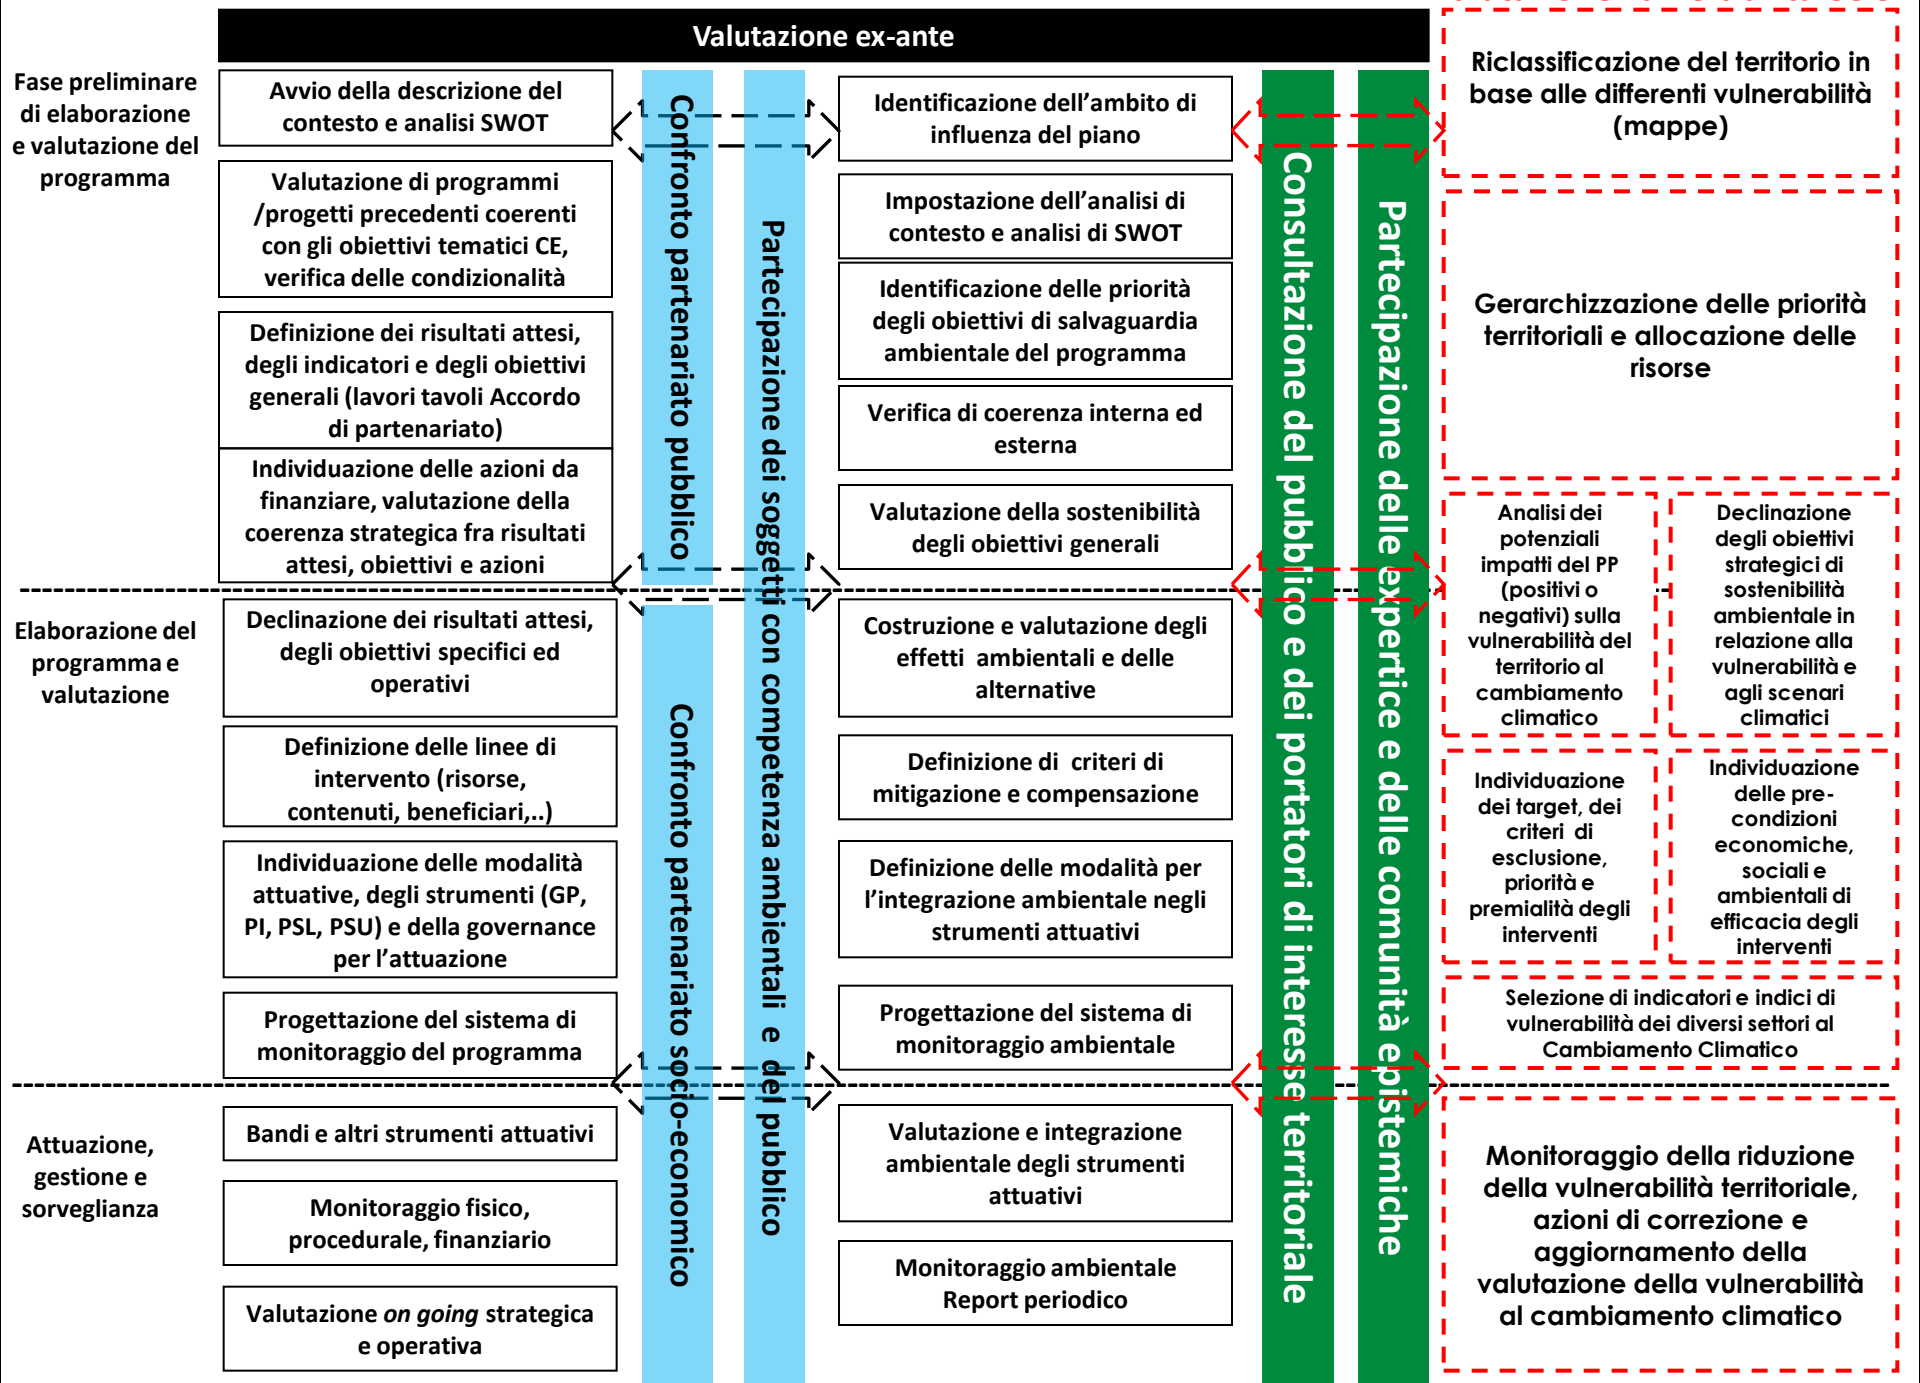 Valutazione ex-ante
Fase preliminare
di elaborazione
e valutazione del
programma
Avvio della descrizione del
contesto e analisi SWOT
Valutazione di programmi
/progetti precedenti coerenti
con gli obiettivi tematici CE,
verifica delle condizionalità
Definizione dei risultati attesi,
degli indicatori e degli obiettivi
generali (lavori tavoli Accordo
di partenariato)
Individuazione delle azioni da
finanziare, valutazione della
coerenza strategica fra risultati
attesi, obiettivi e azioni
Confronto partenariato pubblico
Partecipazione dei soggetti con competenza ambientali e del pubblico
Identificazione dell'ambito di
influenza del piano
Impostazione dell'analisi di
contesto e analisi di SWOT
Identificazione delle priorità
degli obiettivi di salvaguardia
ambientale del programma
Verifica di coerenza interna ed
esterna
Valutazione della sostenibilità
degli obiettivi generali
Consultazione del pubblico e dei portatori di interesse territoriale
Partecipazione delle expertice e delle comunità epistemiche
Riclassificazione del territorio in
base alle differenti vulnerabilità
(mappe)
Gerarchizzazione delle priorità
territoriali e allocazione delle
risorse
Analisi dei
potenziali
impatti del PP
(positivi o
negativi) sulla
vulnerabilità del
territorio al
cambiamento
climatico
Declinazione
degli obiettivi
strategici di
sostenibilità
ambientale in
relazione alla
vulnerabilità e
agli scenari
climatici
Elaborazione del
programma e
valutazione
Declinazione dei risultati attesi,
degli obiettivi specifici ed
operativi
Definizione delle linee di
intervento (risorse,
contenuti, beneficiari,..)
Individuazione delle modalità
attuative, degli strumenti (GP,
PI, PSL, PSU) e della governance
per l'attuazione
Progettazione del sistema di
monitoraggio del programma
Confronto partenariato socio-economico
Costruzione e valutazione degli
effetti ambientali e delle
alternative
Definizione di criteri di
mitigazione e compensazione
Definizione delle modalità per
l'integrazione ambientale negli
strumenti attuativi
Progettazione del sistema di
monitoraggio ambientale
Individuazione
dei target, dei
criteri di
esclusione,
priorità e
premialità degli
interventi
Individuazione
delle pre-
condizioni
economiche,
sociali e
ambientali di
efficacia degli
interventi
Selezione di indicatori e indici di
vulnerabilità dei diversi settori al
Cambiamento Climatico
Attuazione,
gestione e
sorveglianza
Bandi e altri strumenti attuativi
Monitoraggio fisico,
procedurale, finanziario
Valutazione on going strategica
e operativa
Valutazione e integrazione
ambientale degli strumenti
attuativi
Monitoraggio ambientale
Report periodico
Monitoraggio della riduzione
della vulnerabilità territoriale,
azioni di correzione e
aggiornamento della
valutazione della vulnerabilità
al cambiamento climatico